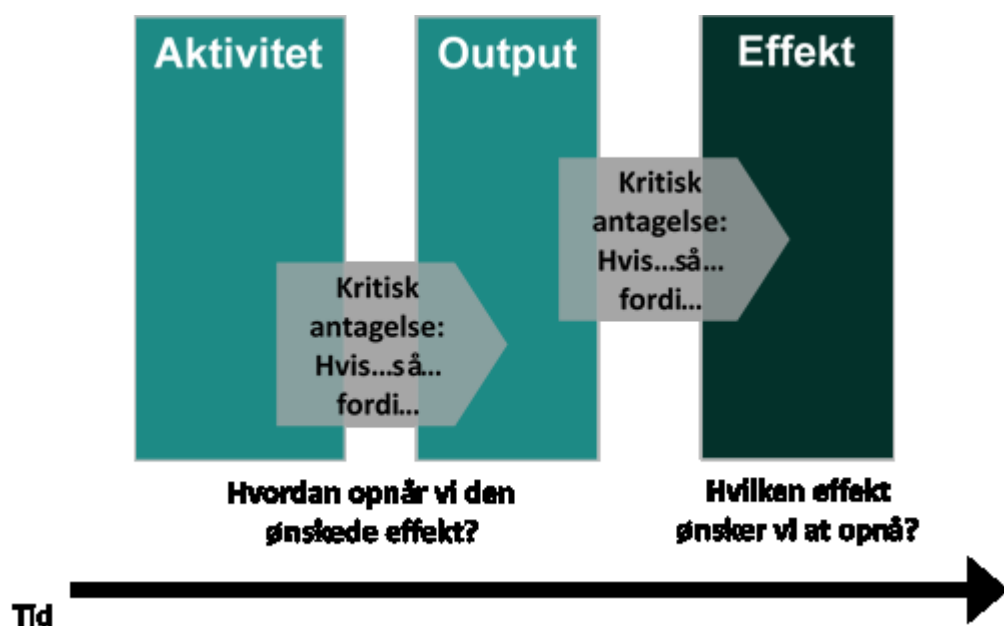 Aktivitet
Output
Effekt
Kritisk
antagelse:
Hvis...så...
fordi...
Kritisk
antagelse:
Hvis...så...
fordi...
Hvordan opnår vi den
ønskede effekt?
Hvilken effekt
ønsker vi at opnå?
Tid